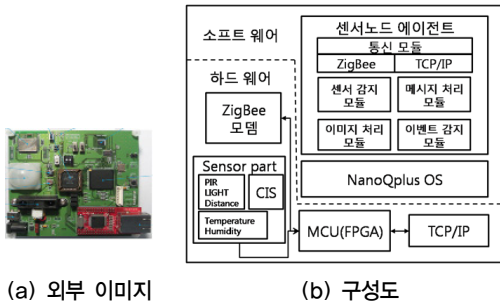 소프트 웨어
센서노드 에이전트
통신 모듈
ZigBee
TCP/IP
센서 감지
모듈
메시지 처리
모듈
이미지 처리
모듈
이벤트 감지
모듈
NanoQplus OS
하드 웨어
ZigBee
모뎀
Sensor part
PIR
LIGHT
Distance
CIS
Temperature
Humidity
MCU(FPGA)
TCP/IP
(a) 외부 이미지
(b) 구성도